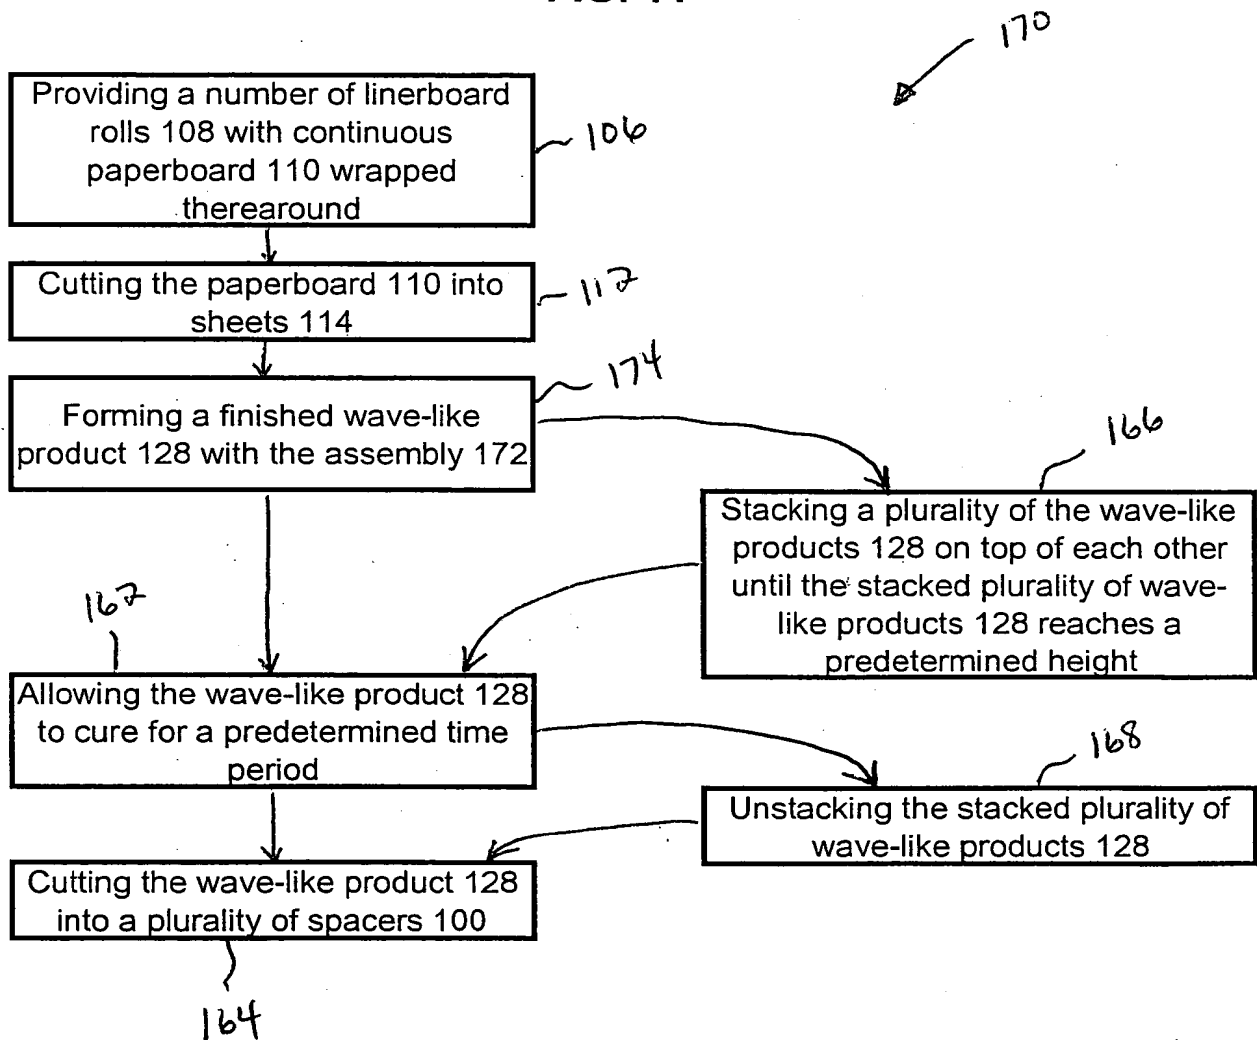 170
Providing a number of linerboard
rolls 108 with continuous
paperboard 110 wrapped
therearound
106
Cutting the paperboard 110 into
sheets 114
112
174
Forming a finished wave-like
product 128 with the assembly 172
166
Stacking a plurality of the wave-like
products 128 on top of each other
until the stacked plurality of wave-
like products 128 reaches a
predetermined height
162
Allowing the wave-like product 128
to cure for a predetermined time
period
168
Unstacking the stacked plurality of
wave-like products 128
Cutting the wave-like product 128
into a plurality of spacers 100
164